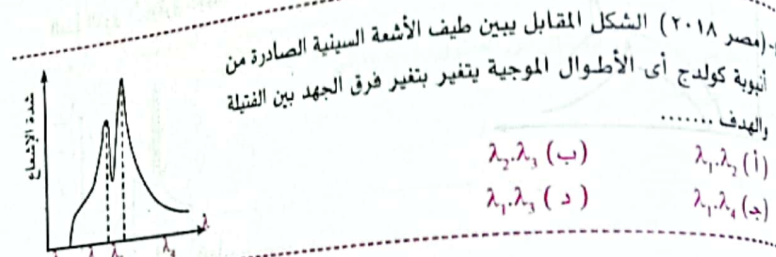 (مصر ٢٠١٨) الشكل المقابل يبين طيف الأشعة السينية الصادرة من
أنبوبة كولدج أى الأطوال الموجية يتغير بتغير فرق الجهد بين الفتيلة
والهدف .......
(أ) λ₁.λ₂ (ب) λ₂.λ₃
(جـ) λ₁.λ₄ (د) λ₁.λ₃
شدة الإشعاع
λ
λ₄